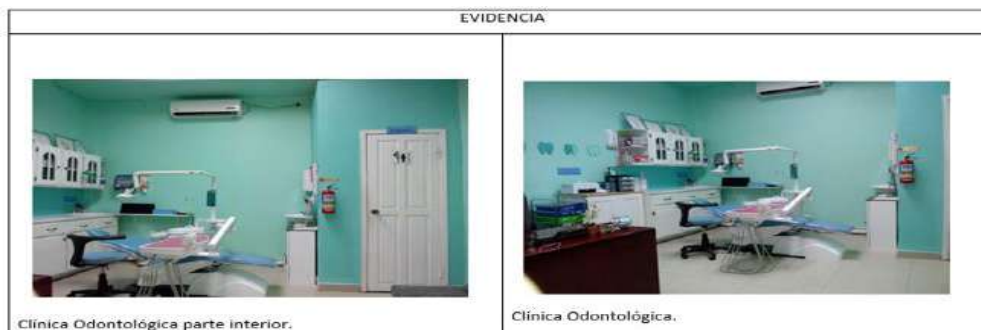 EVIDENCIA
Clínica Odontológica parte interior.
Clínica Odontológica.